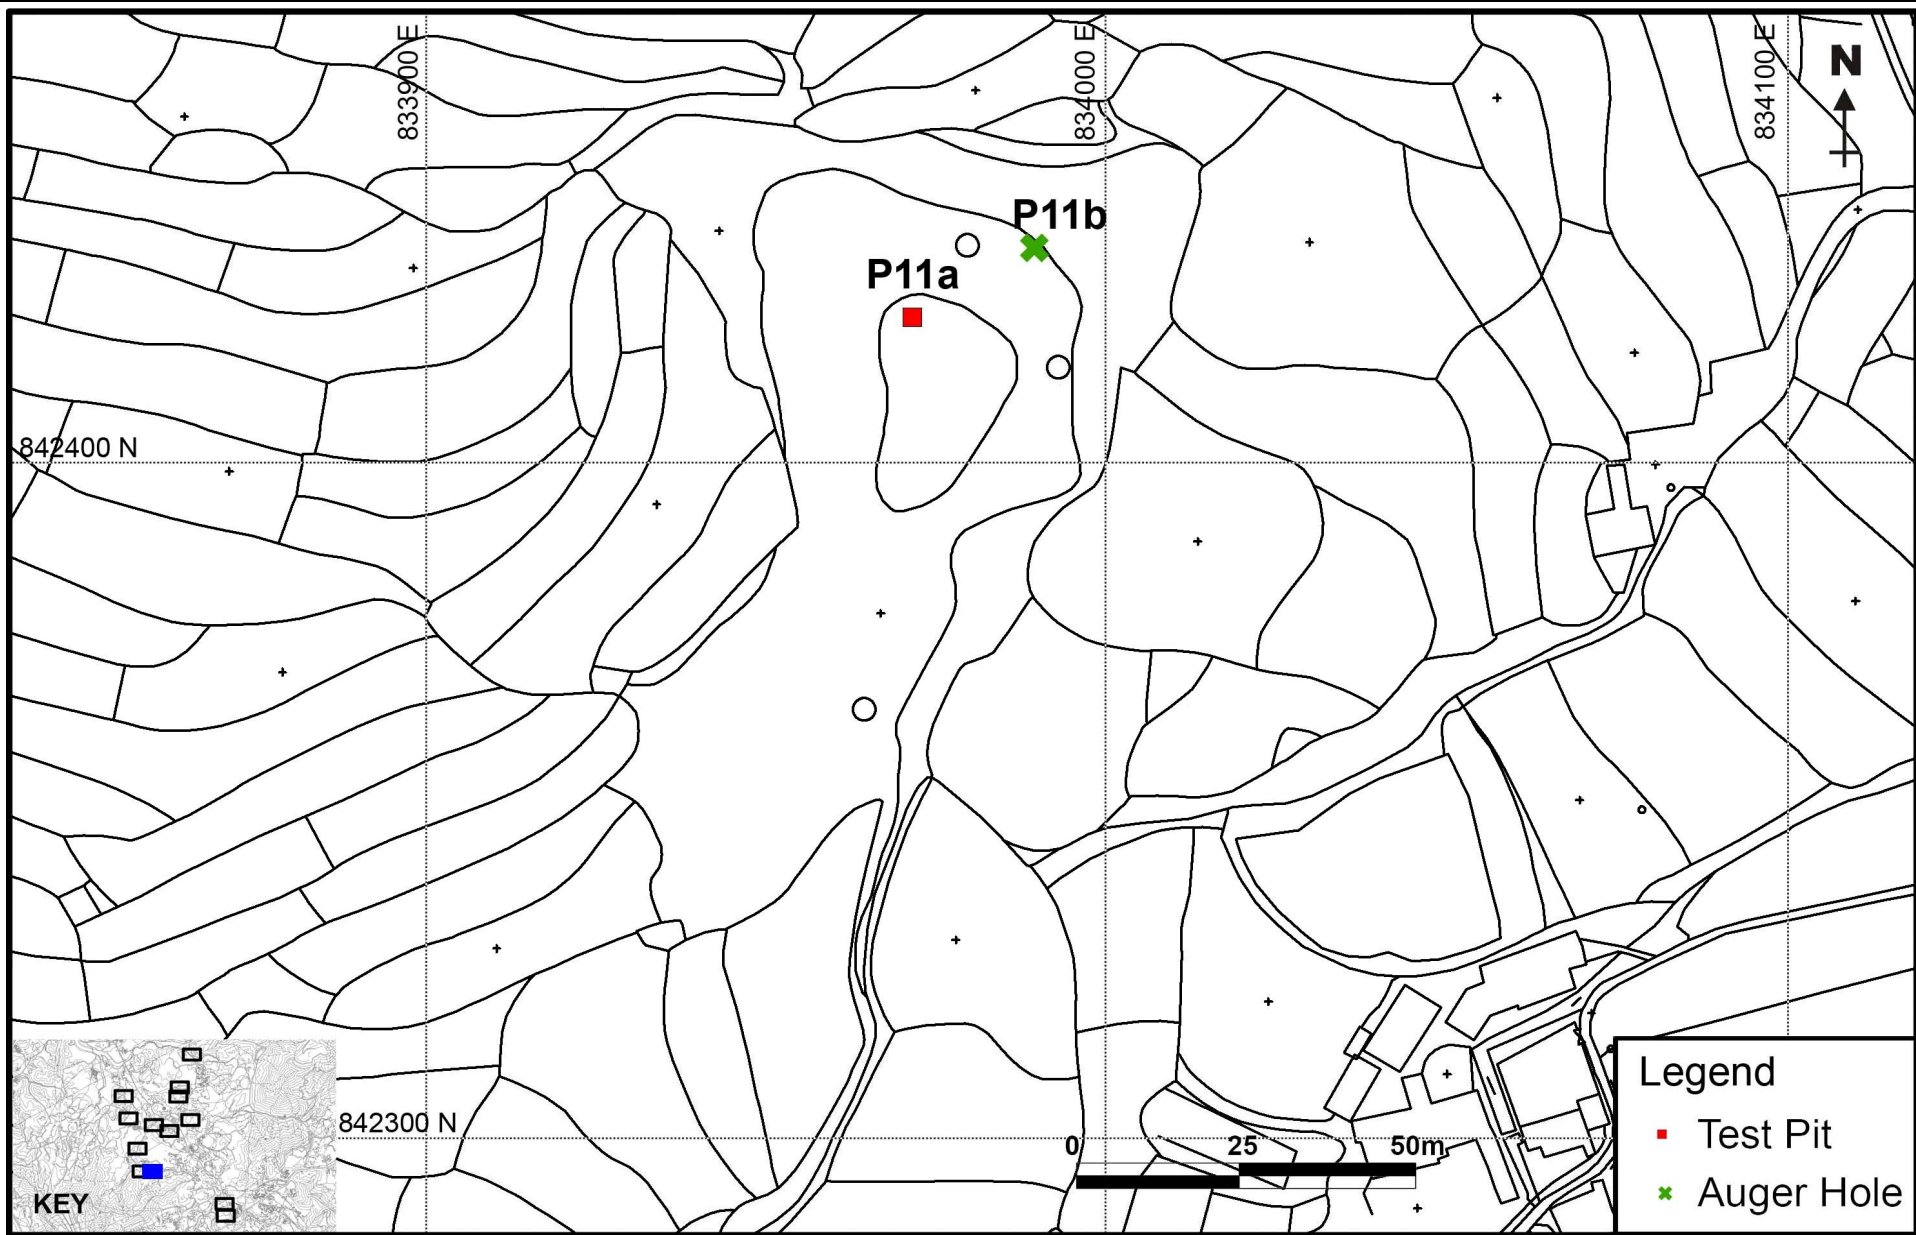 833900 E
834000 E
834100 E
N
P11b
P11a
842400 N
842300 N
0 25 50m
KEY
Legend
Test Pit
Auger Hole